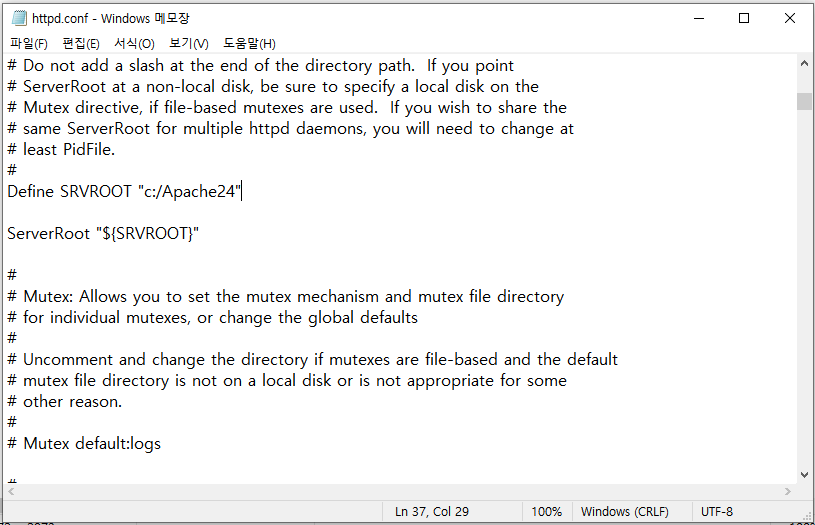 httpd.conf - Windows 메모장
파일(F) 편집(E) 서식(O) 보기(V) 도움말(H)
# Do not add a slash at the end of the directory path.  If you point
# ServerRoot at a non-local disk, be sure to specify a local disk on the
# Mutex directive, if file-based mutexes are used.  If you wish to share the
# same ServerRoot for multiple httpd daemons, you will need to change at
# least PidFile.
#
Define SRVROOT "c:/Apache24"
ServerRoot "${SRVROOT}"
#
# Mutex: Allows you to set the mutex mechanism and mutex file directory
# for individual mutexes, or change the global defaults
#
# Uncomment and change the directory if mutexes are file-based and the default
# mutex file directory is not on a local disk or is not appropriate for some
# other reason.
#
# Mutex default:logs
#
Ln 37, Col 29 100% Windows (CRLF) UTF-8